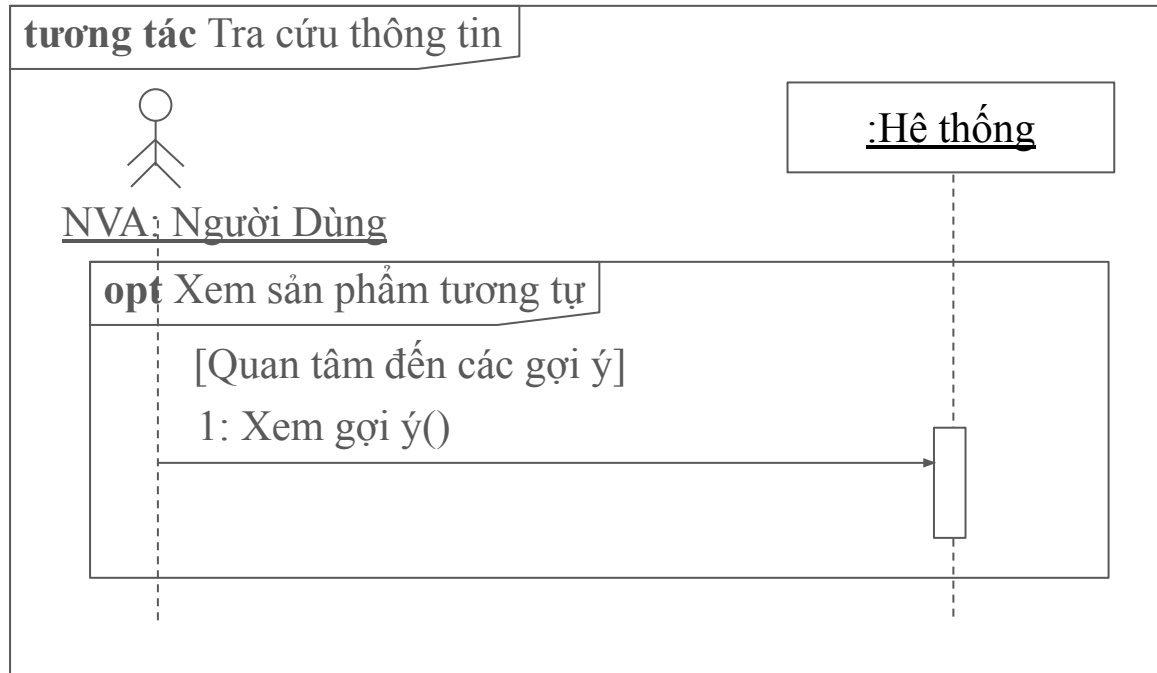 tương tác Tra cứu thông tin
:Hê thống
NVA: Người Dùng
opt Xem sản phẩm tương tự
[Quan tâm đến các gợi ý]
1: Xem gợi ý()